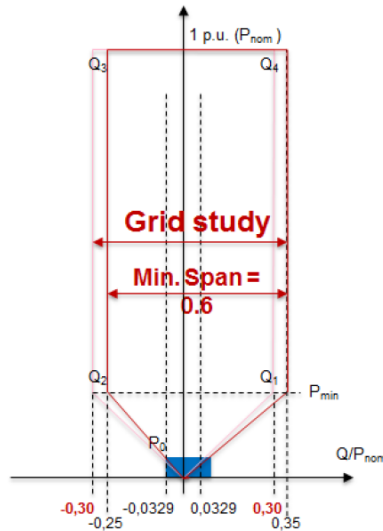 1 p.u. (Pnom )
Q3
Q4
Grid study
Min. Span =
0.6
Q2
Q1
Pmin
P0
Q/Pnom
-0,30
-0,0329
0,0329
0,30
-0,25
0,35